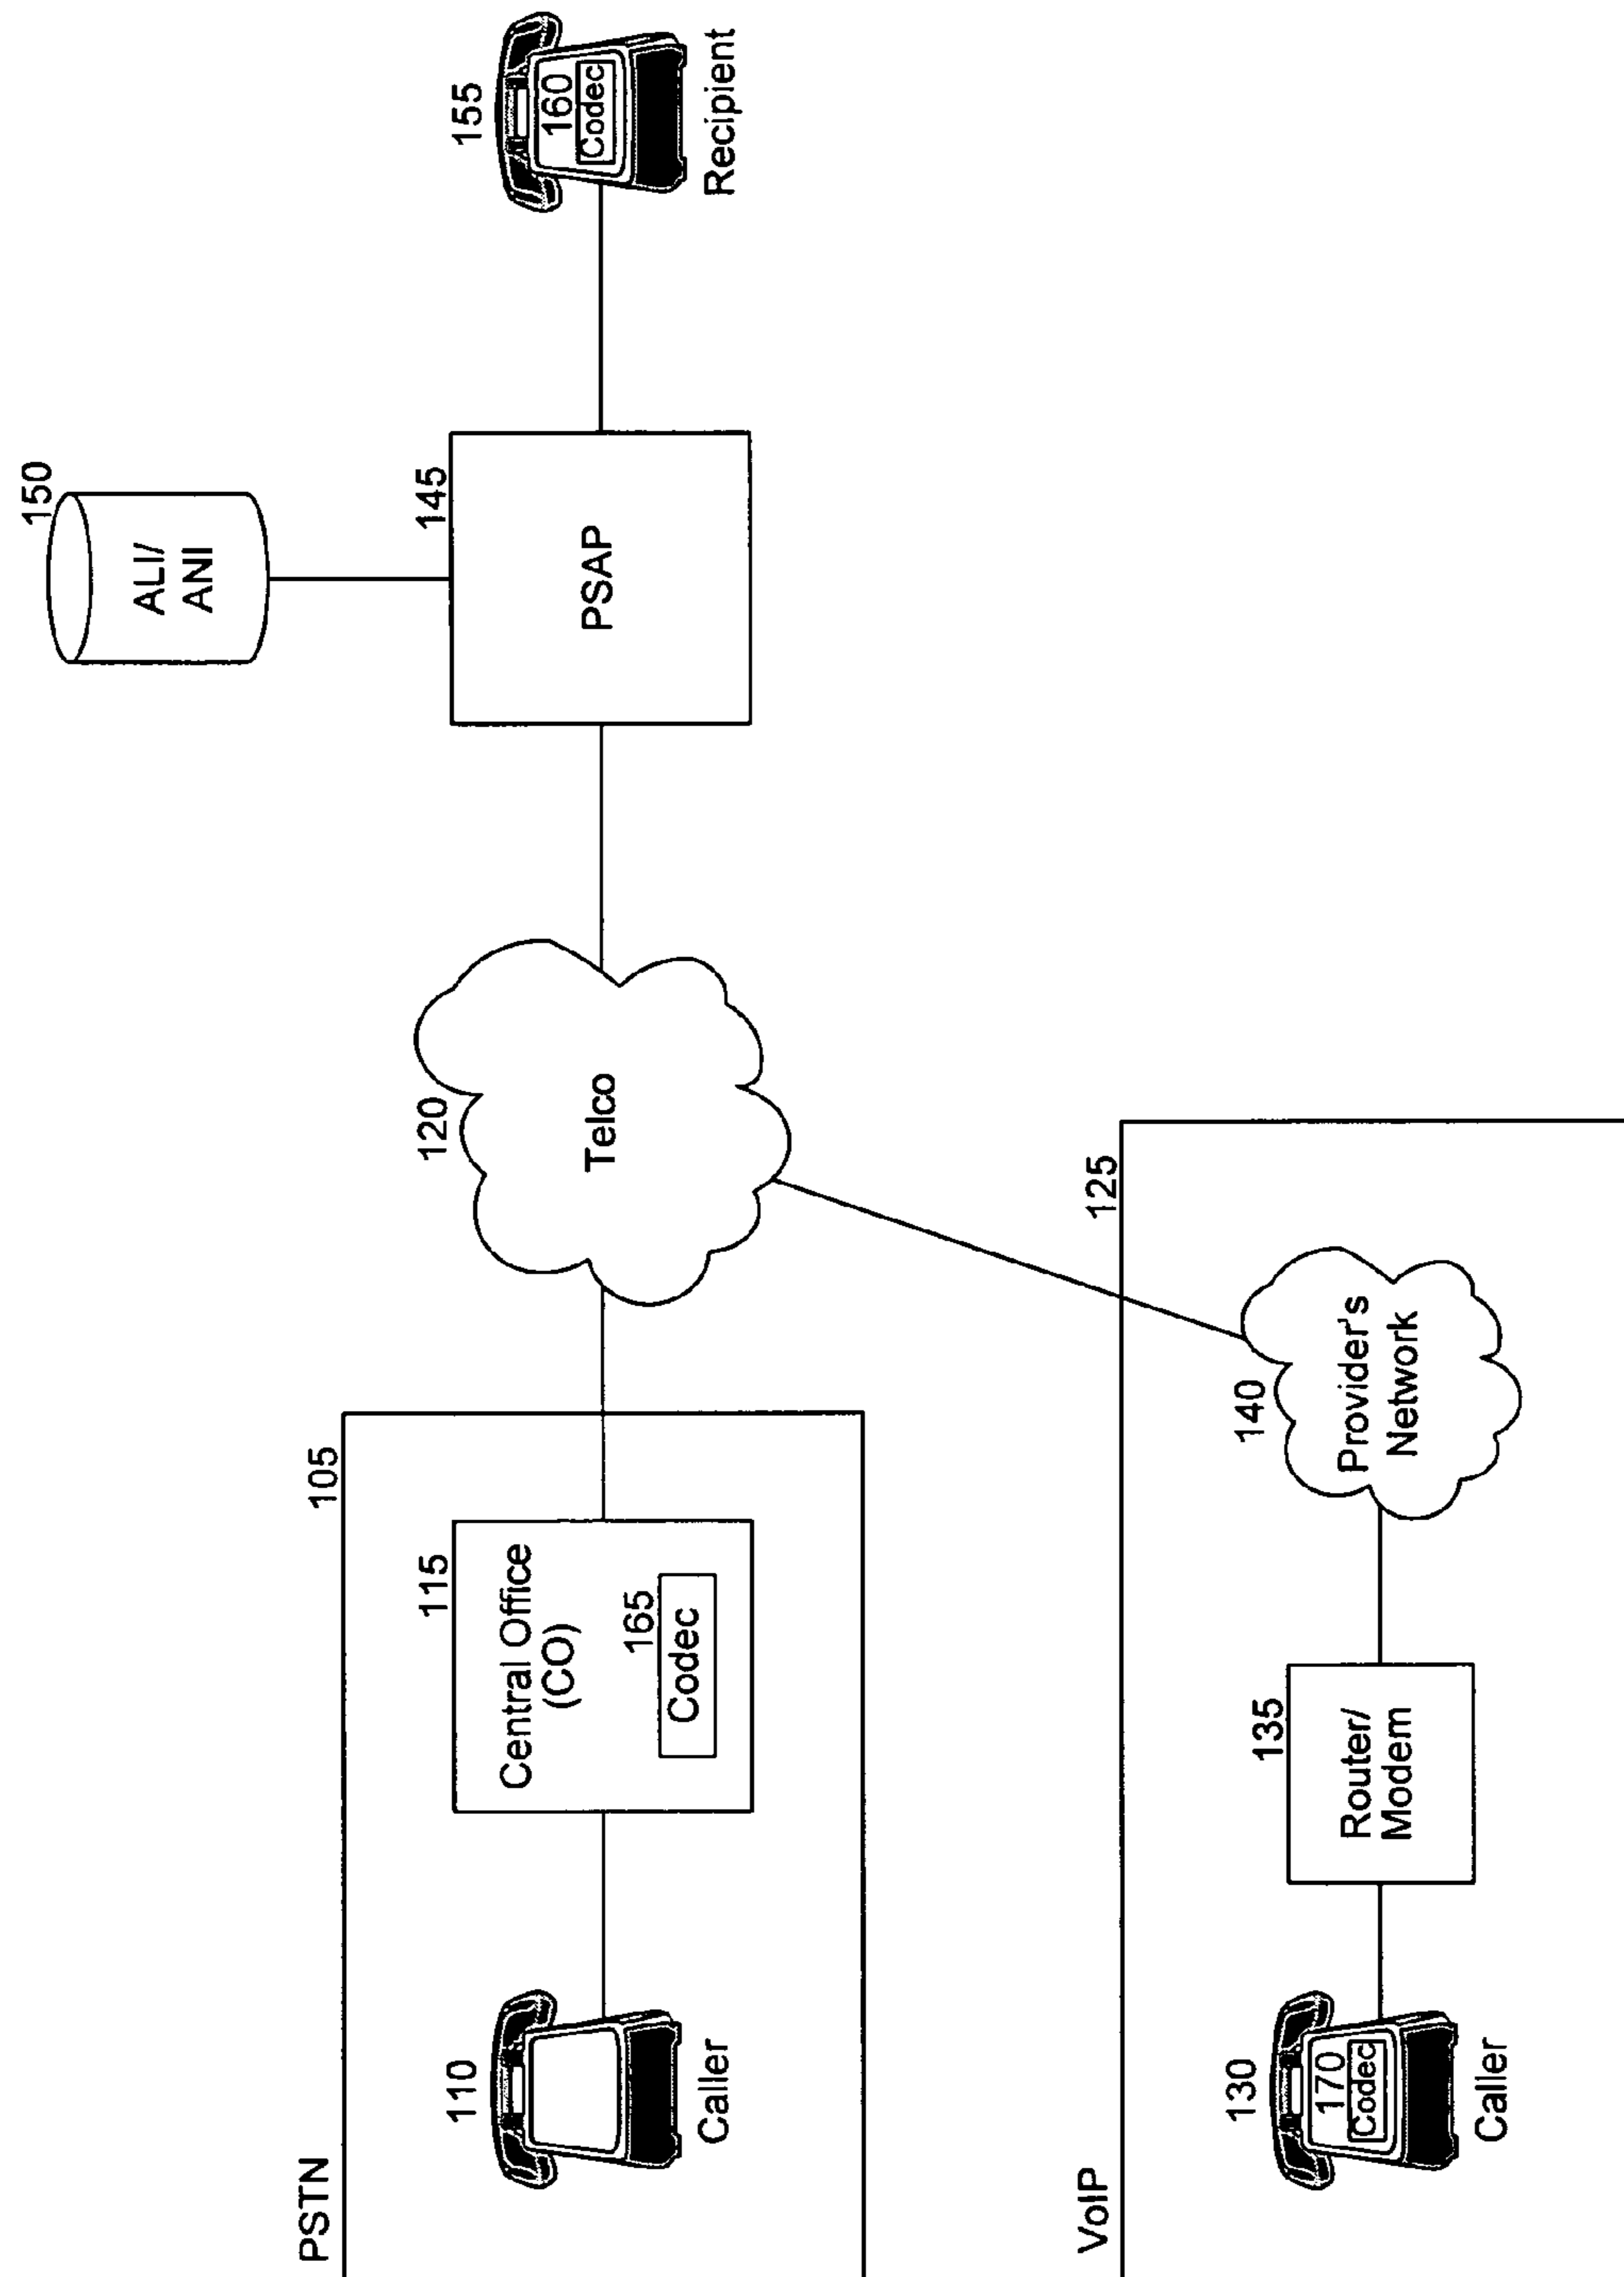 PSTN
105
110
Caller
115
Central Office
(CO)
165
Codec
120
Telco
150
ALI/
ANI
145
PSAP
155
160
Codec
Recipient
VoIP
125
130
170
Codec
Caller
135
Router/
Modem
140
Provider's
Network